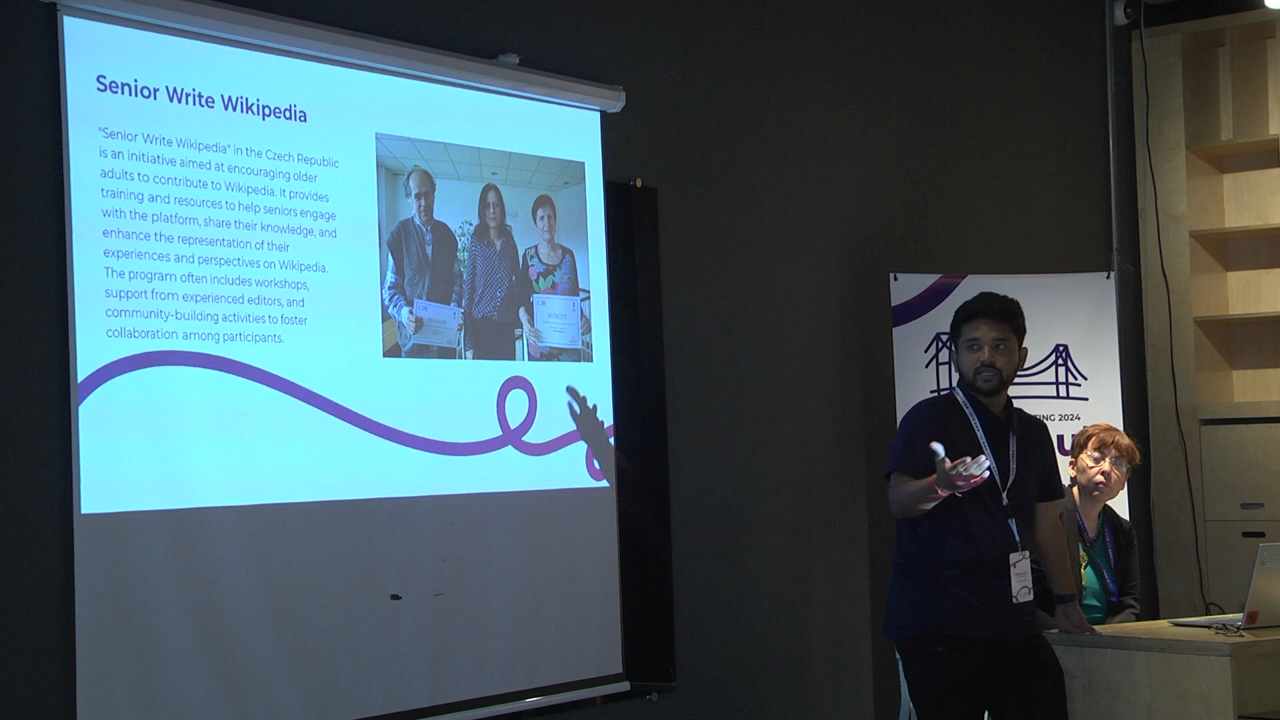 Senior Write Wikipedia
"Senior Write Wikipedia" in the Czech Republic
is an initiative aimed at encouraging older
adults to contribute to Wikipedia. It provides
training and resources to help seniors engage
with the platform, share their knowledge, and
enhance the representation of their
experiences and perspectives on Wikipedia.
The program often includes workshops,
support from experienced editors, and
community-building activities to foster
collaboration among participants.
2024